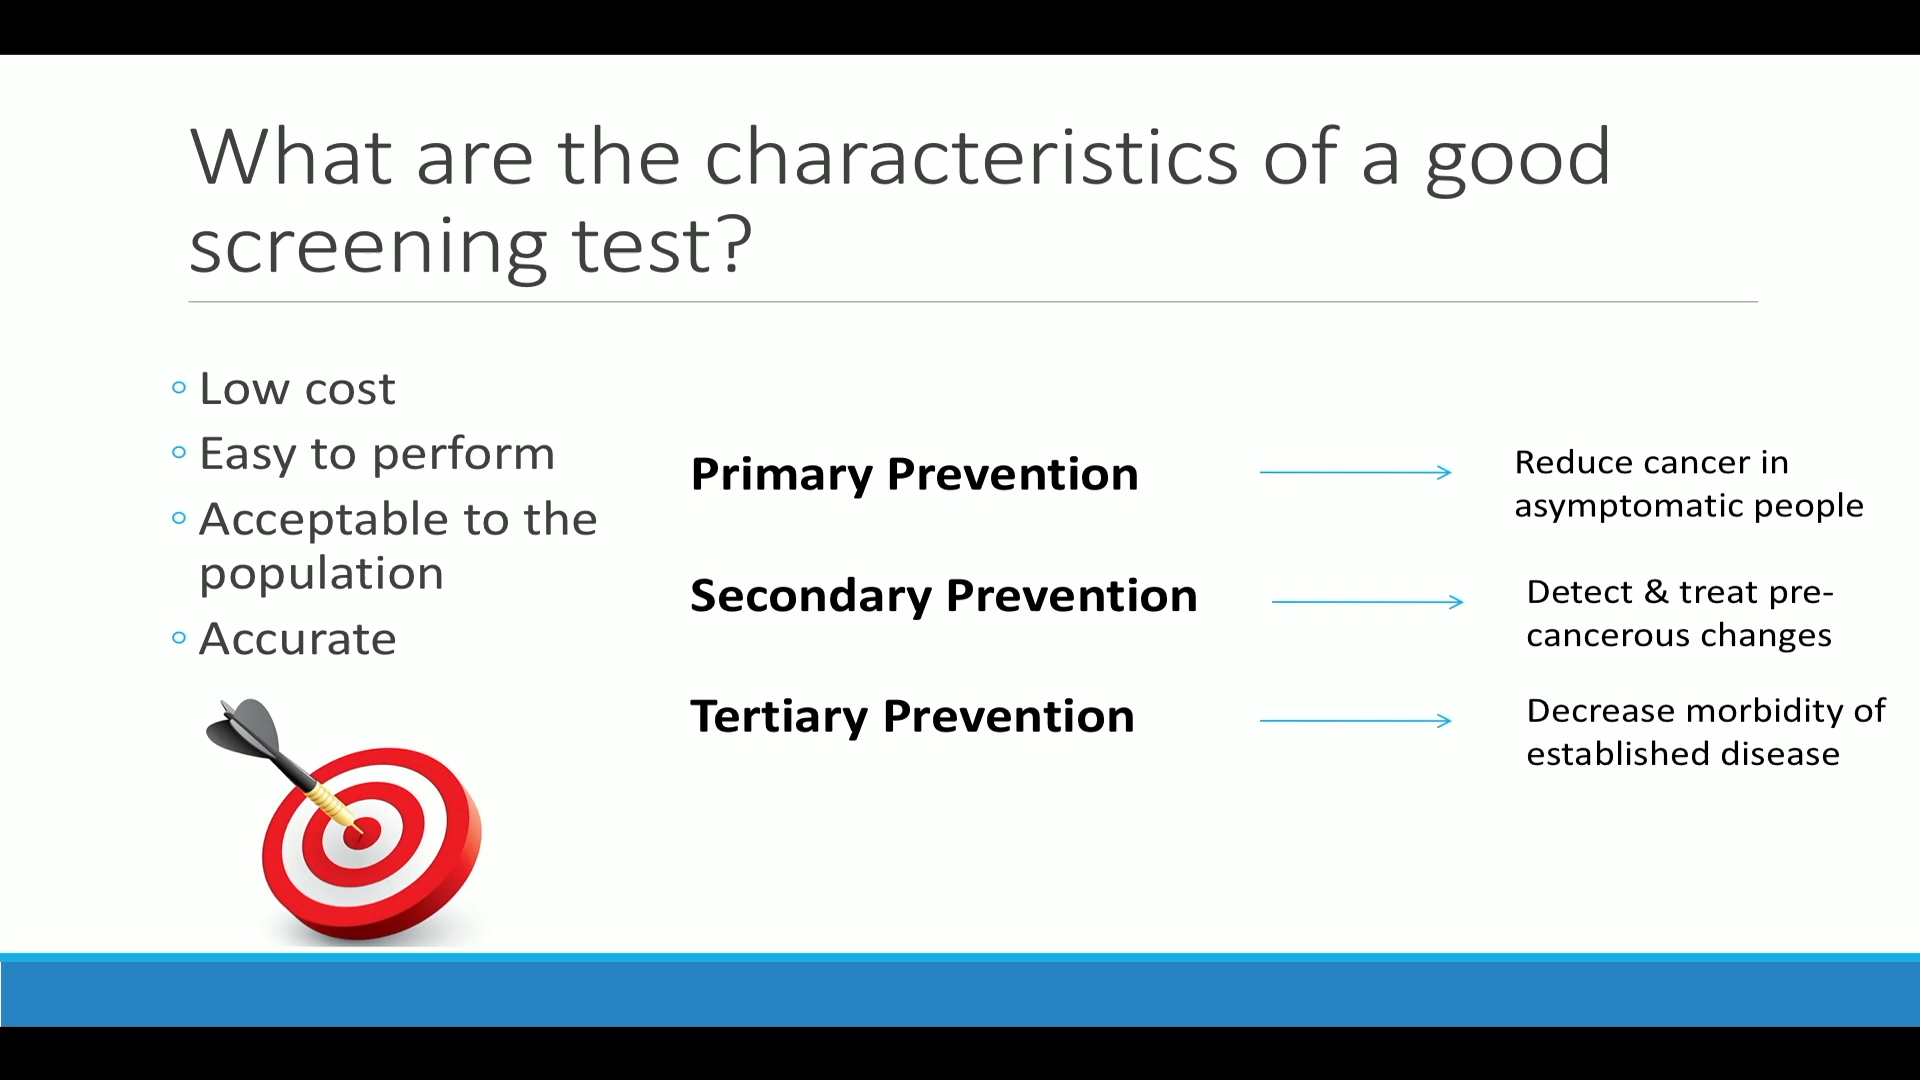 What are the characteristics of a good
screening test?
◦ Low cost
◦ Easy to perform
◦ Acceptable to the
population
◦ Accurate
Primary Prevention
Reduce cancer in
asymptomatic people
Secondary Prevention
Detect & treat pre-
cancerous changes
Tertiary Prevention
Decrease morbidity of
established disease